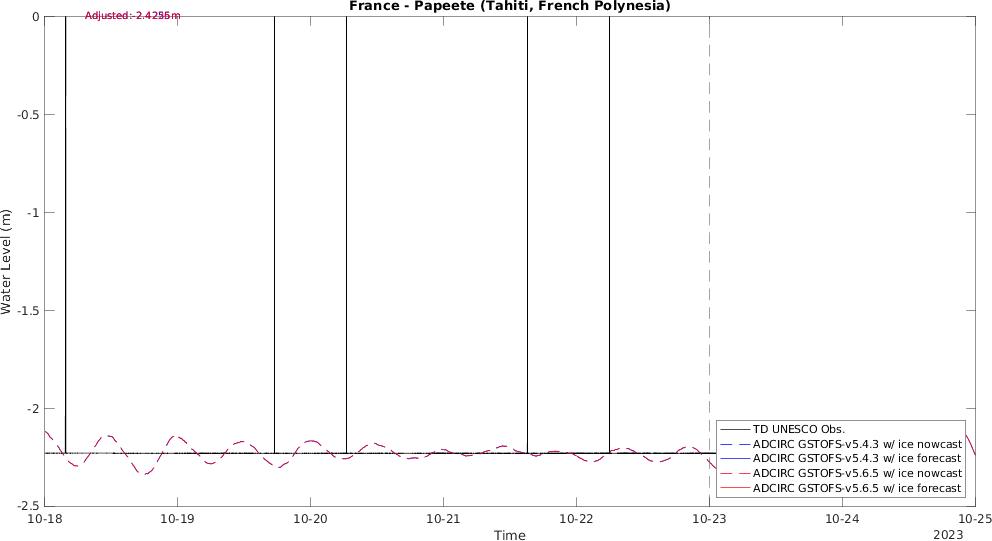 France - Papeete (Tahiti, French Polynesia)
Adjusted:
Water Level (m)
0
-0.5
-1
-1.5
-2
-2.5
10-18
10-19
10-20
10-21
10-22
10-23
10-24
10-25
Time
2023
TD UNESCO Obs.
ADCIRC GSTOFS-v5.4.3 w/ ice nowcast
ADCIRC GSTOFS-v5.4.3 w/ ice forecast
ADCIRC GSTOFS-v5.6.5 w/ ice nowcast
ADCIRC GSTOFS-v5.6.5 w/ ice forecast